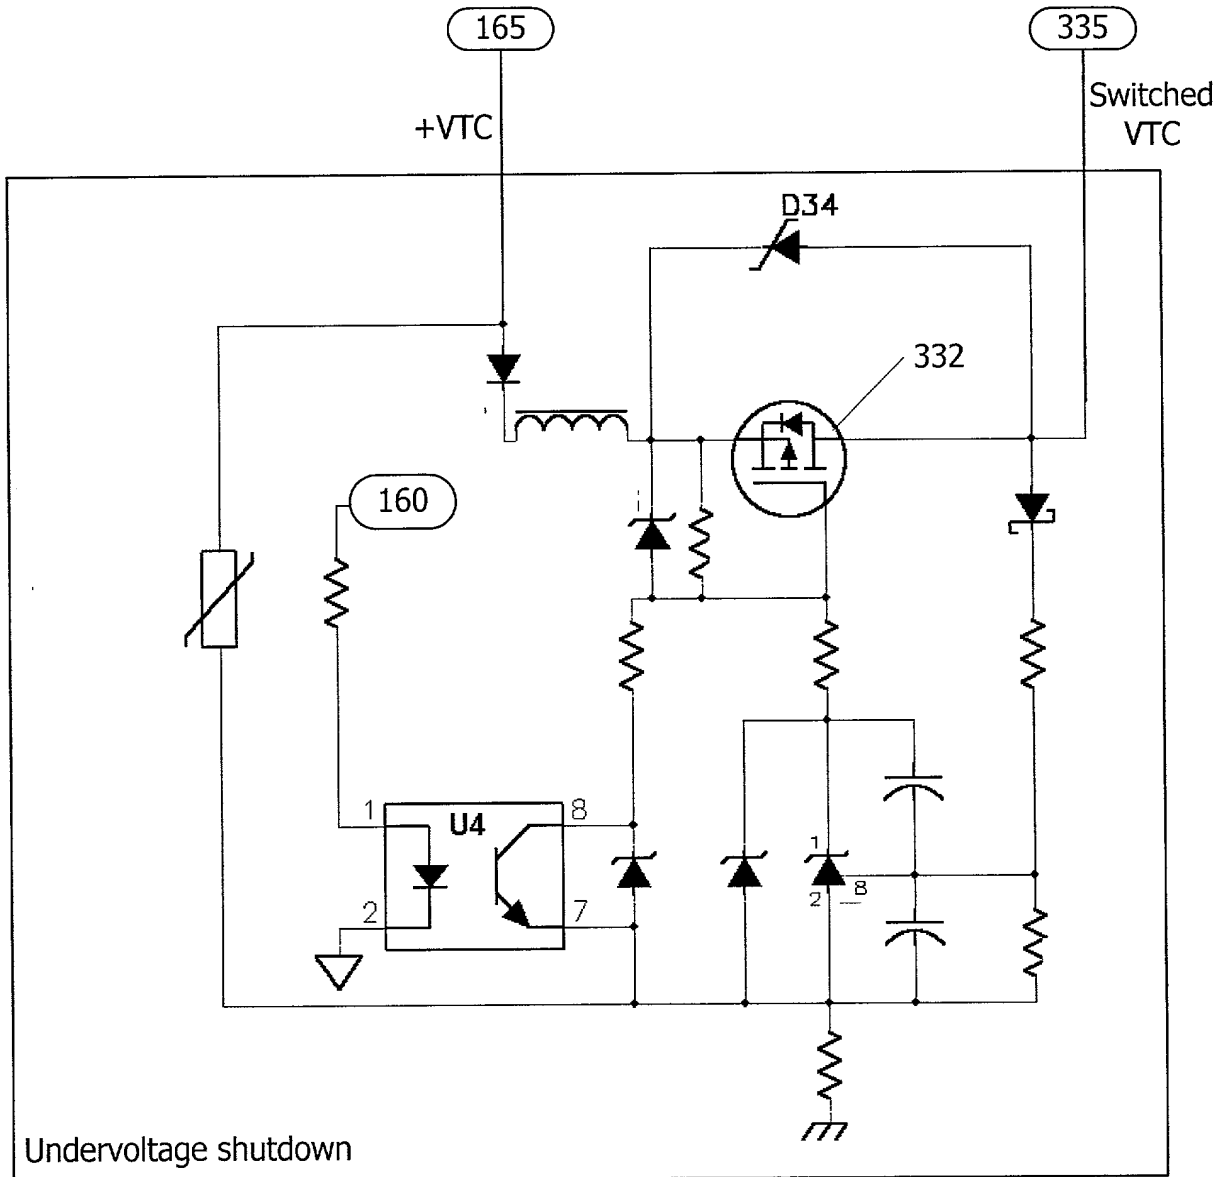 165
335
Switched
VTC
+VTC
D34
332
160
1
U4
8
2
7
1
2
8
Undervoltage shutdown